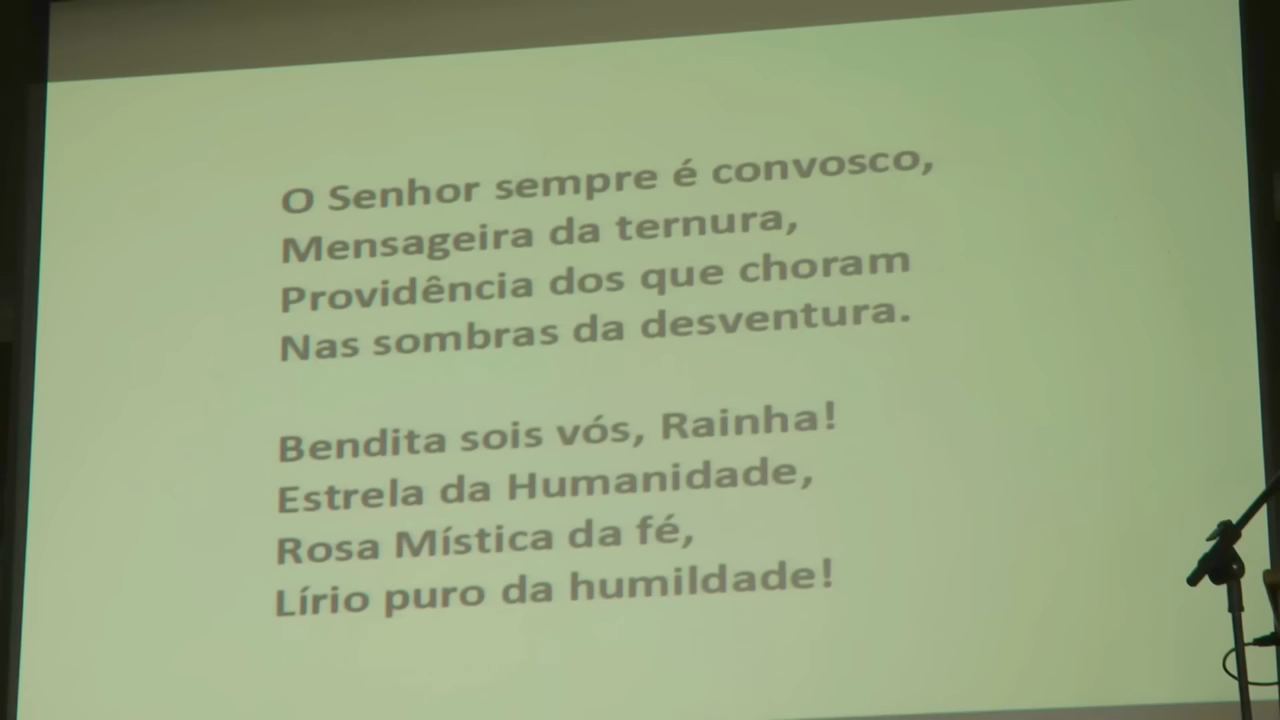 O Senhor sempre é convosco,
Mensageira da ternura,
Providência dos que choram
Nas sombras da desventura.
Bendita sois vós, Rainha!
Estrela da Humanidade,
Rosa Mística da fé,
Lírio puro da humildade!